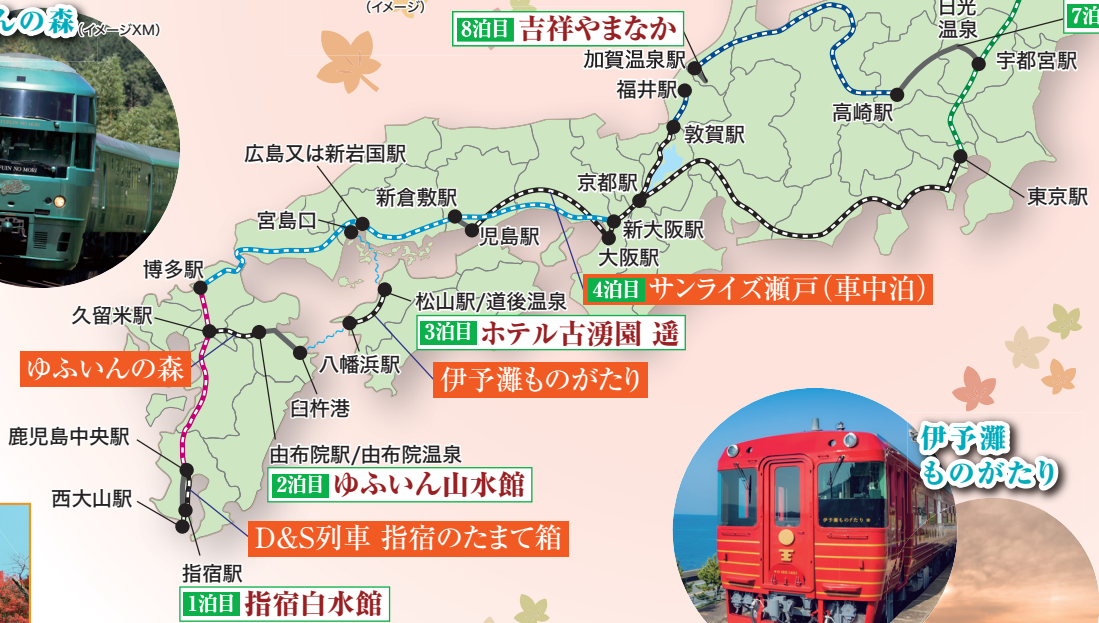 んの森(イメージXM)
(イメージ)
8泊目 吉祥やまなか
日光
温泉
7泊
加賀温泉駅
宇都宮駅
福井駅
高崎駅
敦賀駅
広島又は新岩国駅
京都駅
東京駅
新倉敷駅
宮島口
児島駅
新大阪駅
大阪駅
博多駅
4泊目 サンライズ瀬戸(車中泊)
松山駅/道後温泉
久留米駅
3泊目 ホテル古湧園 遥
ゆふいんの森
八幡浜駅
伊予灘ものがたり
臼杵港
鹿児島中央駅
由布院駅/由布院温泉
2泊目 ゆふいん山水館
西大山駅
D&S列車 指宿のたまて箱
指宿駅
1泊目 指宿白水館
伊予灘
ものがたり
伊予灘ものがたり